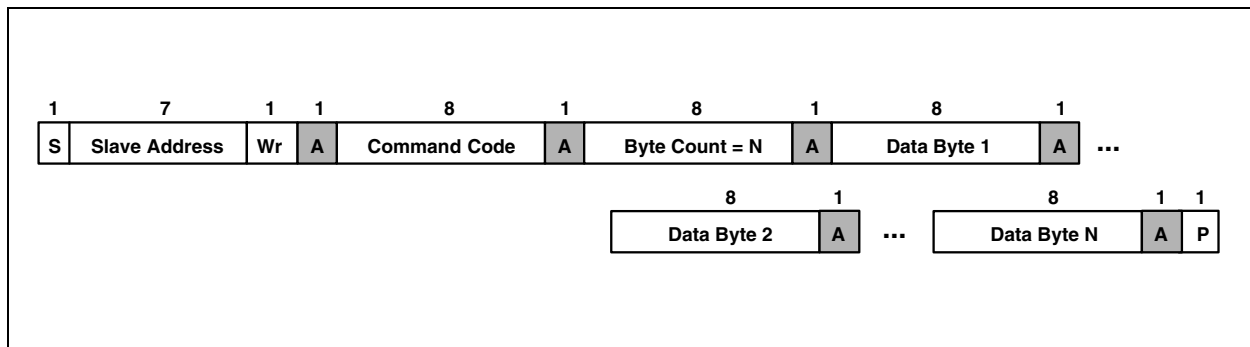 1 7 1 1 8 1 8 1 8 1
S Slave Address Wr A Command Code A Byte Count = N A Data Byte 1 A ...
8 1 8 1 1
Data Byte 2 A ... Data Byte N A P